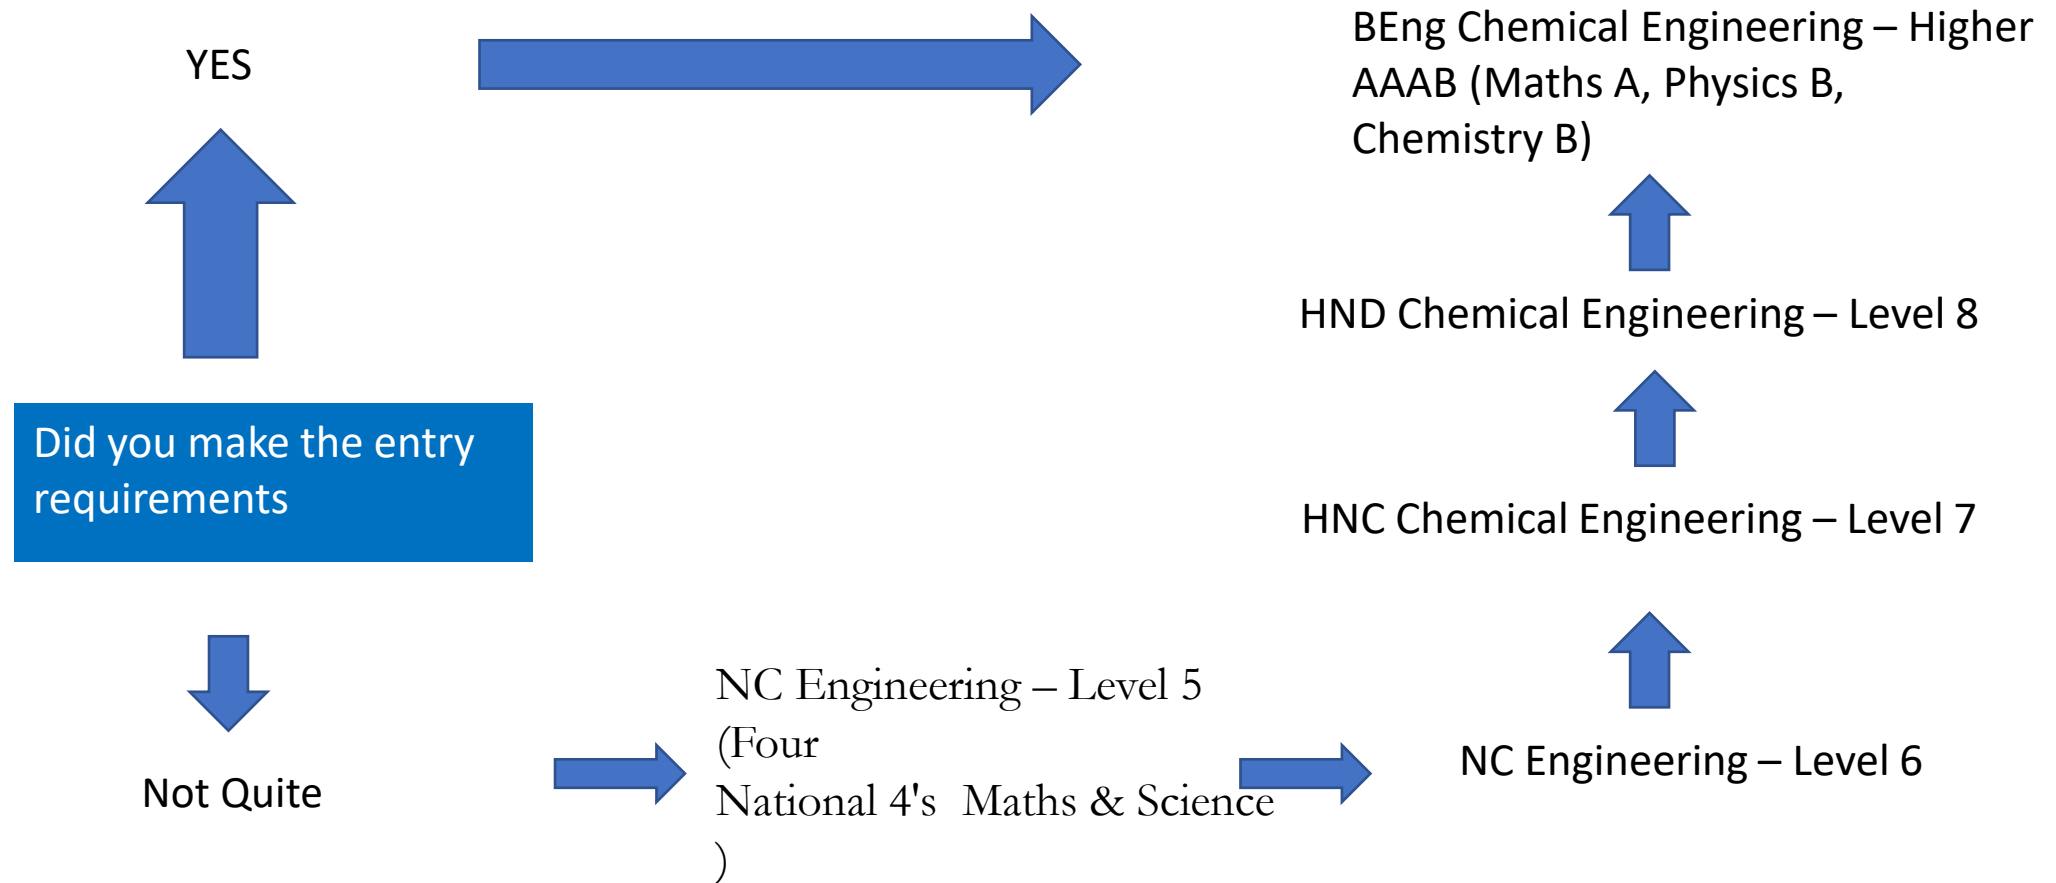 YES
BEng Chemical Engineering – Higher
AAAB (Maths A, Physics B,
Chemistry B)
HND Chemical Engineering – Level 8
Did you make the entry
requirements
HNC Chemical Engineering – Level 7
NC Engineering – Level 5
(Four
National 4's  Maths & Science
)
NC Engineering – Level 6
Not Quite